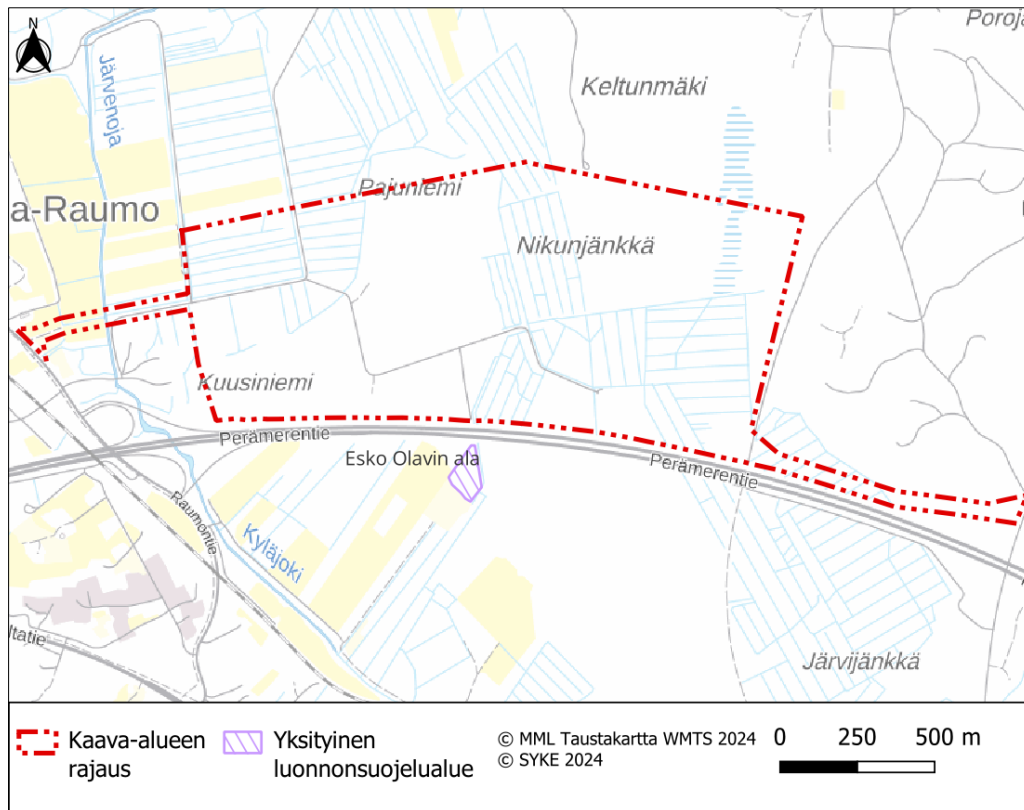 N
Poroja
Järvenoja
Keltunmäki
Pajuniemi
a-Raumo
Nikunjänkkä
Kuusiniemi
Perämerentie
Esko Olavin ala
Perämerentie
Raumontie
Kyläjoki
ltatie
Järvijänkkä
Kaava-alueen
rajaus
Yksityinen
luonnonsuojelualue
© MML Taustakartta WMTS 2024
© SYKE 2024
0 250 500 m